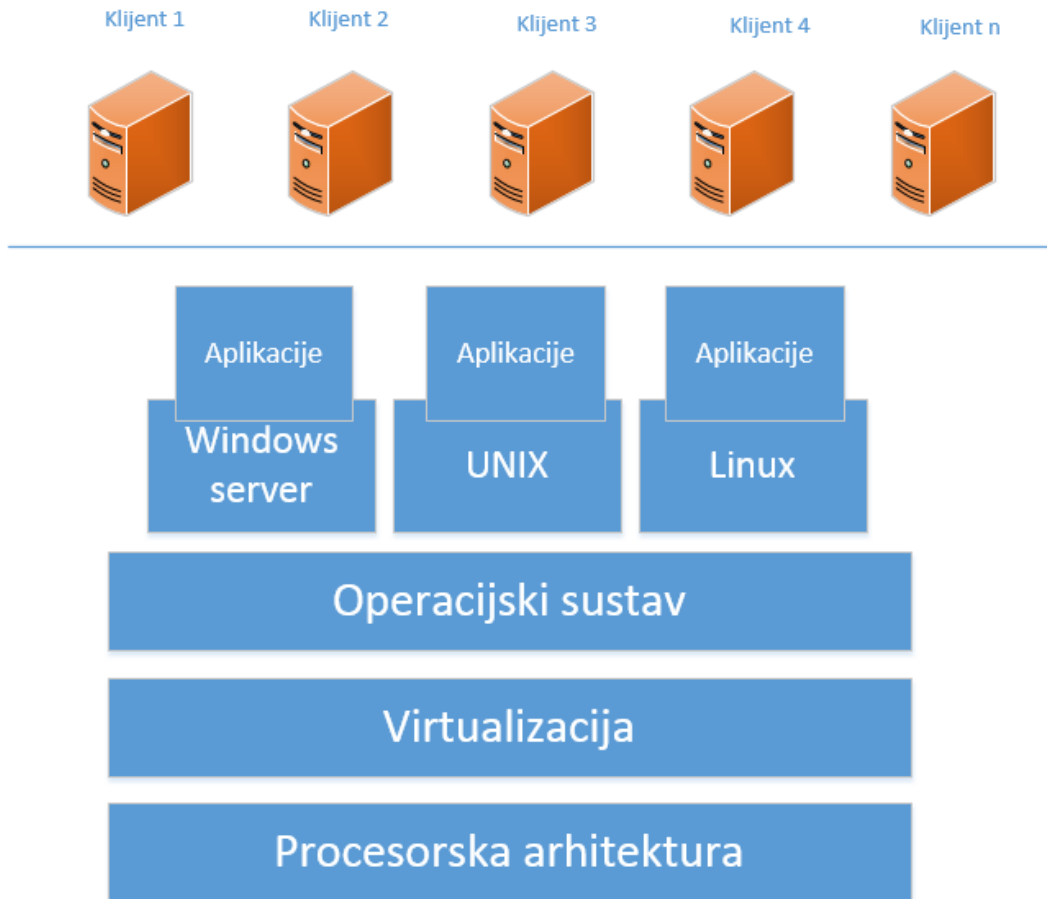 Klijent 1
Klijent 2
Klijent 3
Klijent 4
Klijent n
Aplikacije
Aplikacije
Aplikacije
Windows
server
UNIX
Linux
Operacijski sustav
Virtualizacija
Procesorska arhitektura